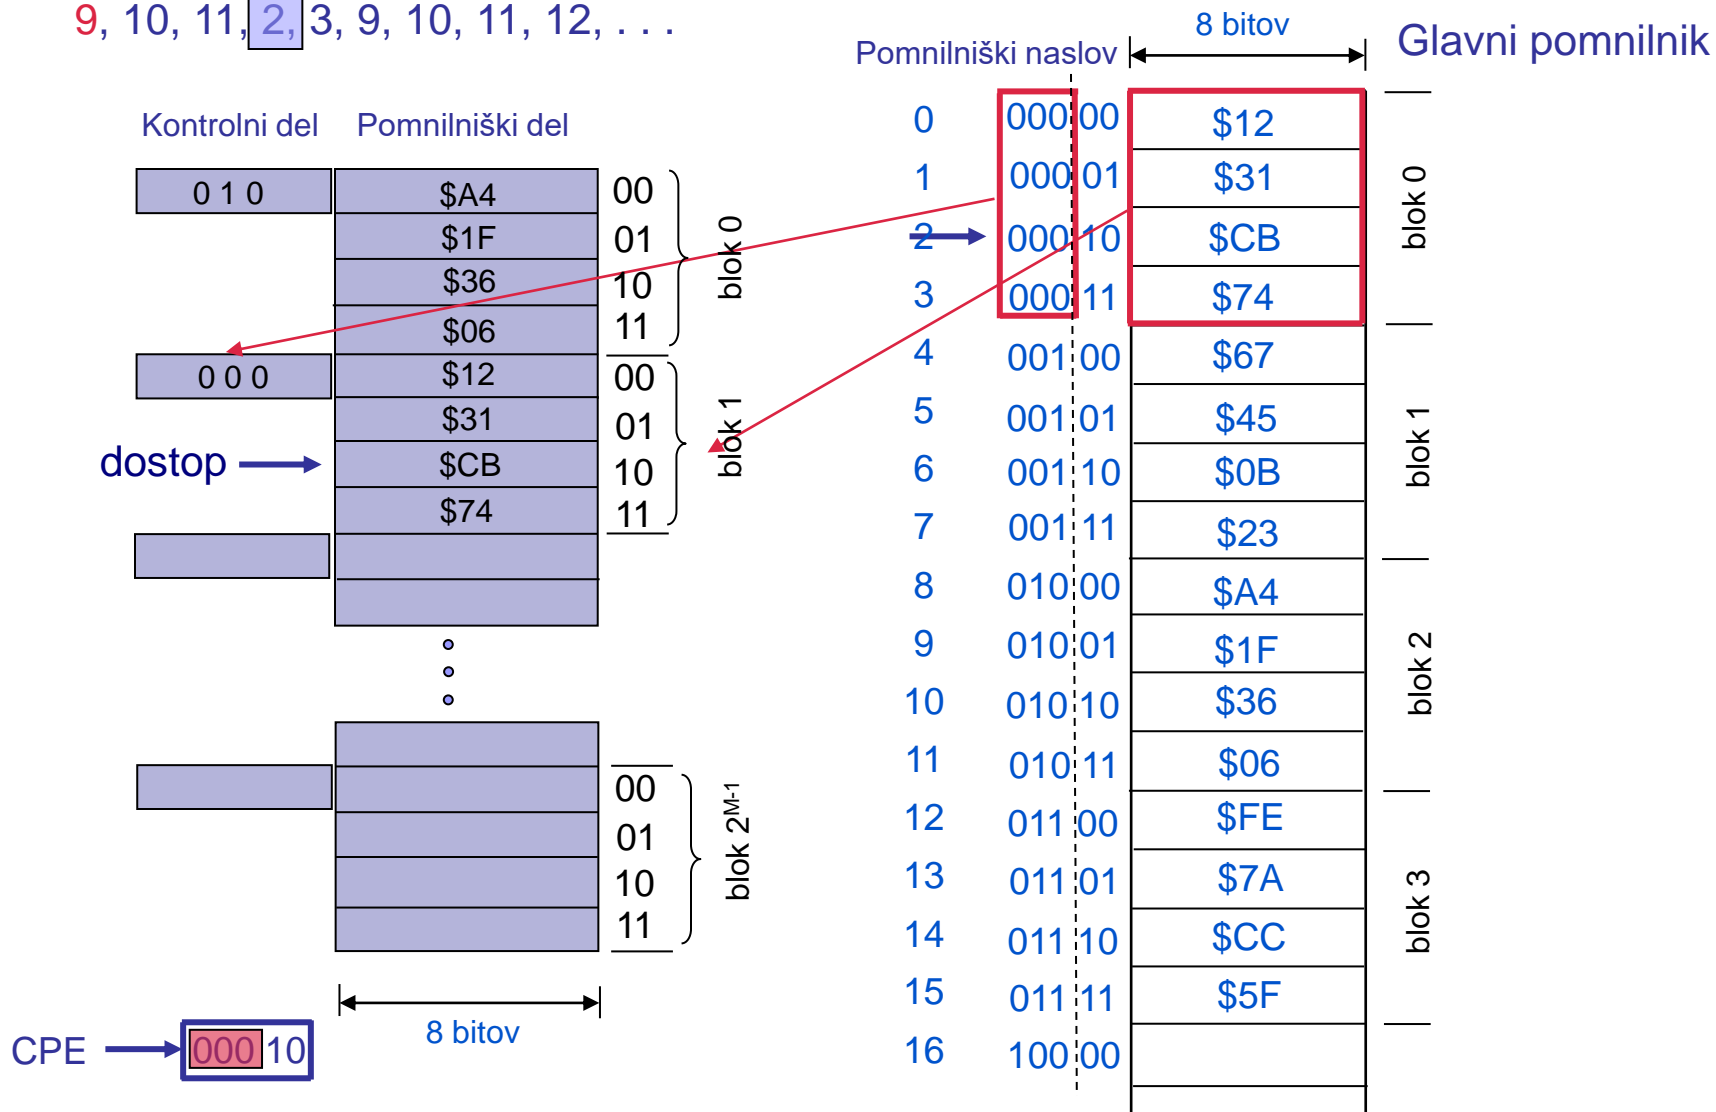 9, 10, 11, 2, 3, 9, 10, 11, 12, . . .
Kontrolni del Pomnilniški del
0 1 0 $A4 00
$1F 01
$36 10
$06 11
blok 0
0 0 0 $12 00
$31 01
dostop $CB 10
$74 11
blok 1
00
01
10
11
blok 2M-1
8 bitov
CPE 000 10
8 bitov
Pomnilniški naslov
Glavni pomnilnik
0 000 00 $12
1 000 01 $31
2 000 10 $CB
3 000 11 $74
blok 0
4 001 00 $67
5 001 01 $45
6 001 10 $0B
7 001 11 $23
blok 1
8 010 00 $A4
9 010 01 $1F
10 010 10 $36
11 010 11 $06
blok 2
12 011 00 $FE
13 011 01 $7A
14 011 10 $CC
15 011 11 $5F
blok 3
16 100 00